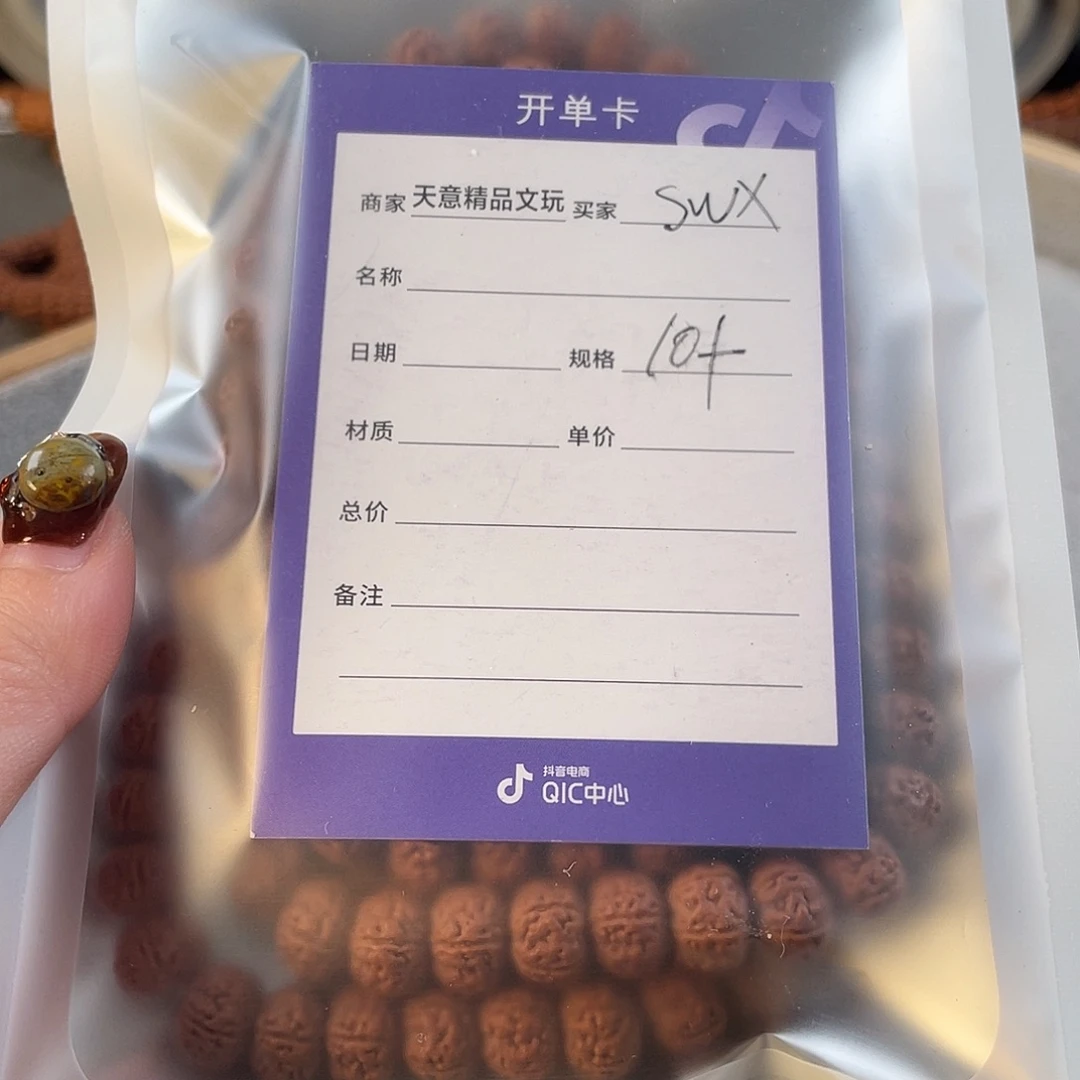 开单卡
商家 天意精品文玩 买家 SWX
名称
日期 规格 10+
材质 单价
总价
备注
抖音电商
QIC中心